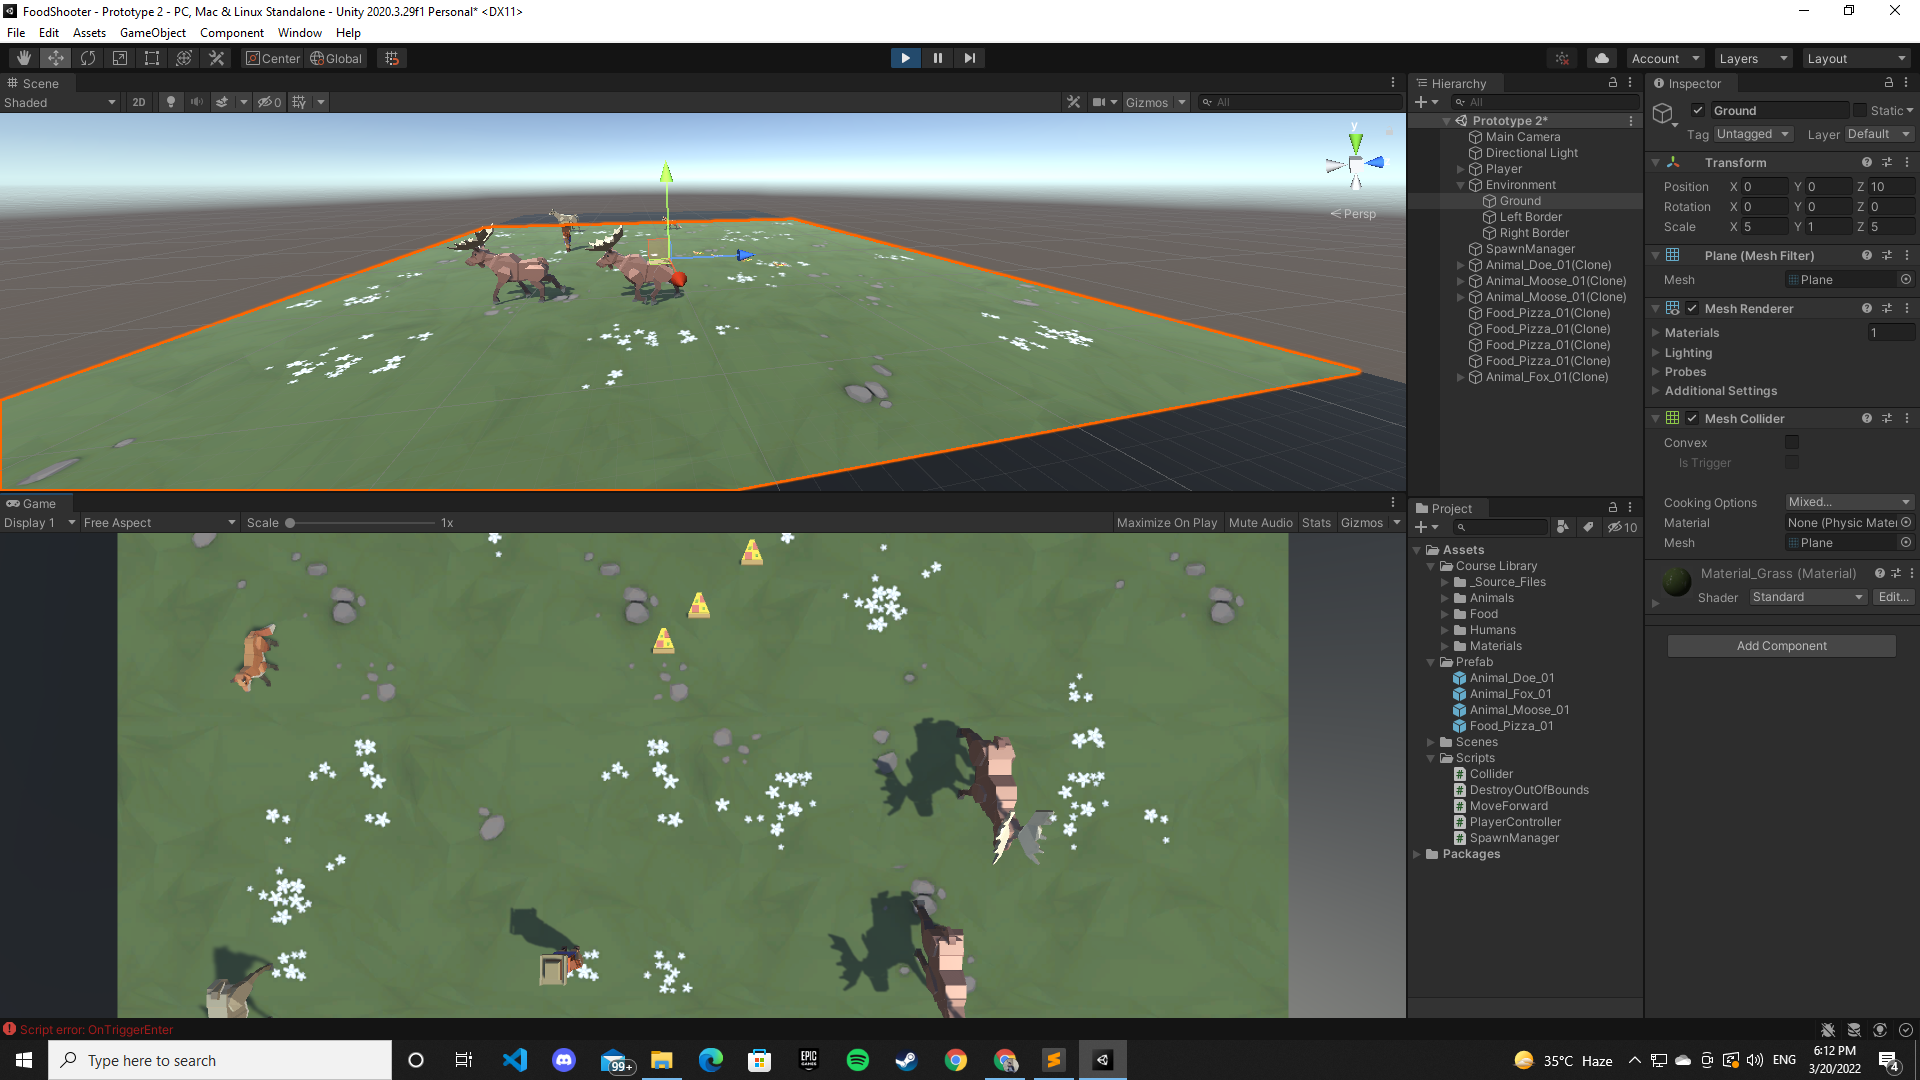 FoodShooter - Prototype 2 - PC, Mac & Linux Standalone - Unity 2020.3.29f1 Personal* <DX11>
File Edit Assets GameObject Component Window Help
Center Global Account Layers Layout
Scene
Shaded 2D 0 Gizmos All
y
Persp
Game
Display 1 Free Aspect Scale 1x Maximize On Play Mute Audio Stats Gizmos
Hierarchy
All
Prototype 2*
Main Camera
Directional Light
Player
Environment
Ground
Left Border
Right Border
SpawnManager
Animal_Doe_01(Clone)
Animal_Moose_01(Clone)
Animal_Moose_01(Clone)
Food_Pizza_01(Clone)
Food_Pizza_01(Clone)
Food_Pizza_01(Clone)
Food_Pizza_01(Clone)
Animal_Fox_01(Clone)
Project
10
Assets
Course Library
_Source_Files
Animals
Food
Humans
Materials
Prefab
Animal_Doe_01
Animal_Fox_01
Animal_Moose_01
Food_Pizza_01
Scenes
Scripts
Collider
DestroyOutOfBounds
MoveForward
PlayerController
SpawnManager
Packages
Inspector
Ground Static
Tag Untagged Layer Default
Transform
Position X 0 Y 0 Z 10
Rotation X 0 Y 0 Z 0
Scale X 5 Y 1 Z 5
Plane (Mesh Filter)
Mesh Plane
Mesh Renderer
Materials 1
Lighting
Probes
Additional Settings
Mesh Collider
Convex
Is Trigger
Cooking Options Mixed...
Material None (Physic Mater
Mesh Plane
Material_Grass (Material)
Shader Standard Edit...
Add Component
Script error: OnTriggerEnter
Type here to search
99+
EPIC GAMES
35°C Haze
ENG
6:12 PM
3/20/2022
4